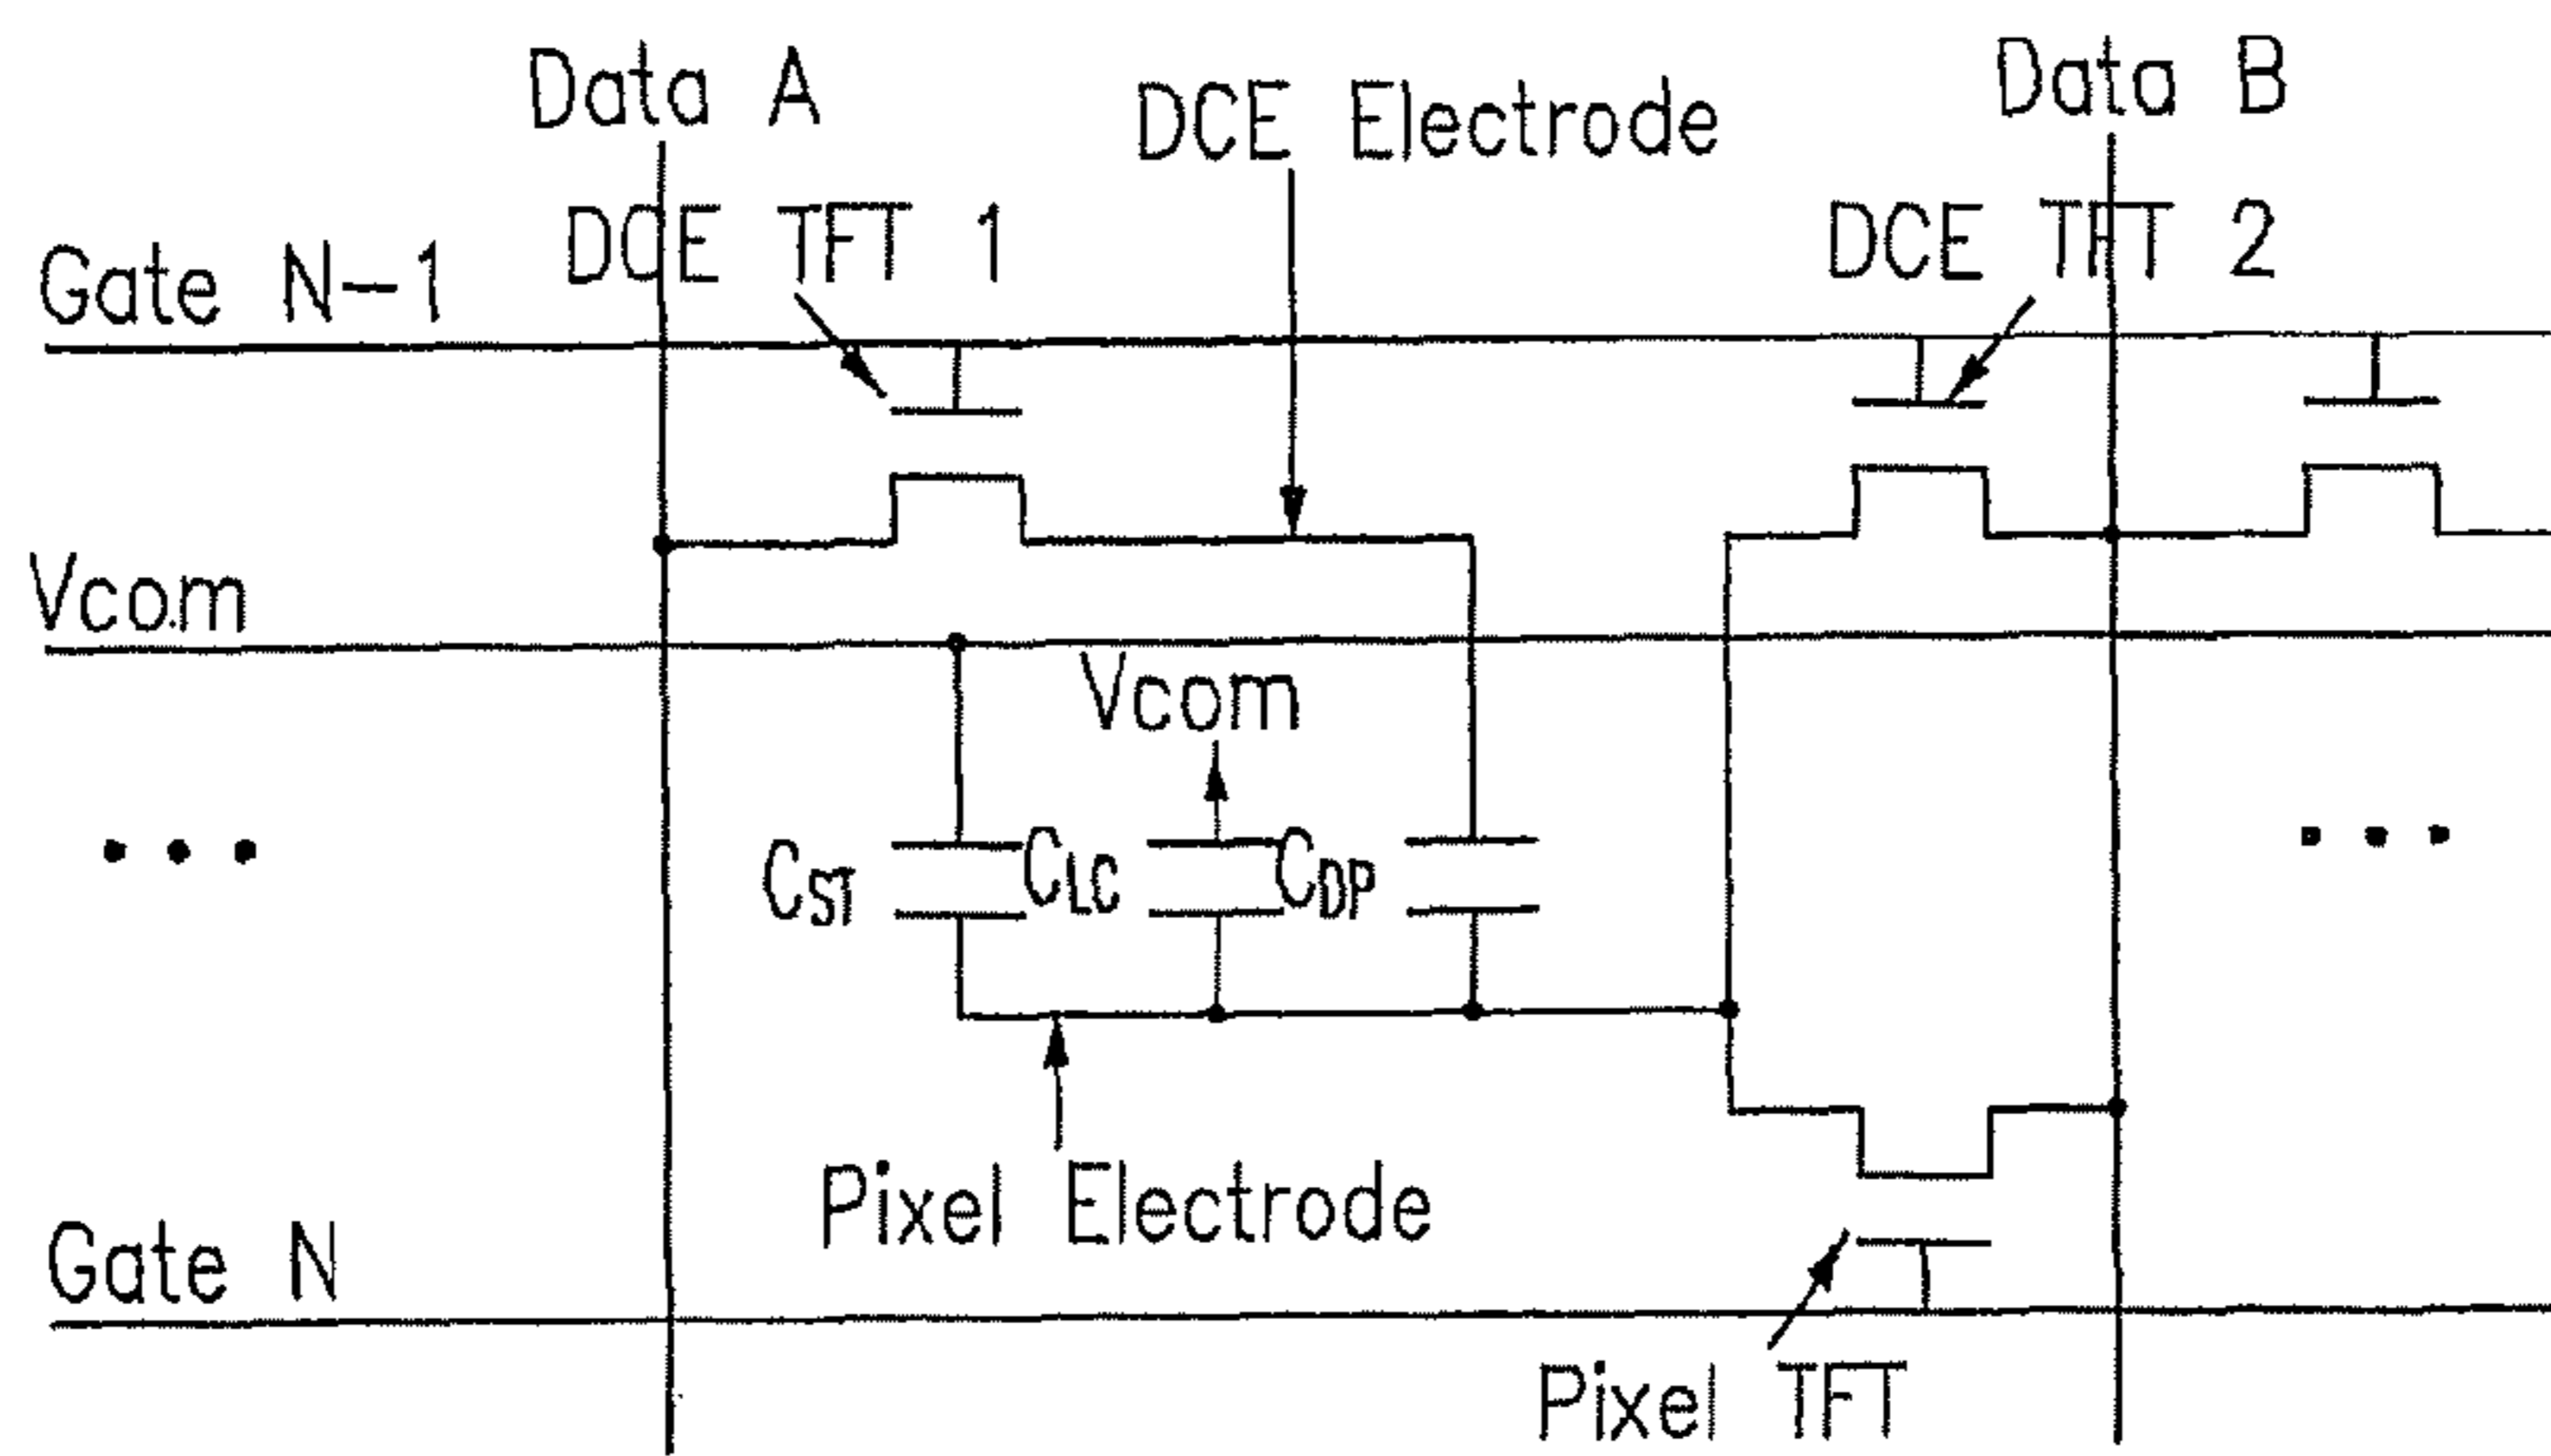 Data A
DCE Electrode
Data B
Gate N-1
DCE TFT 1
DCE TFT 2
Vcom
Vcom
CST
CLC
CDP
Pixel Electrode
Gate N
Pixel TFT